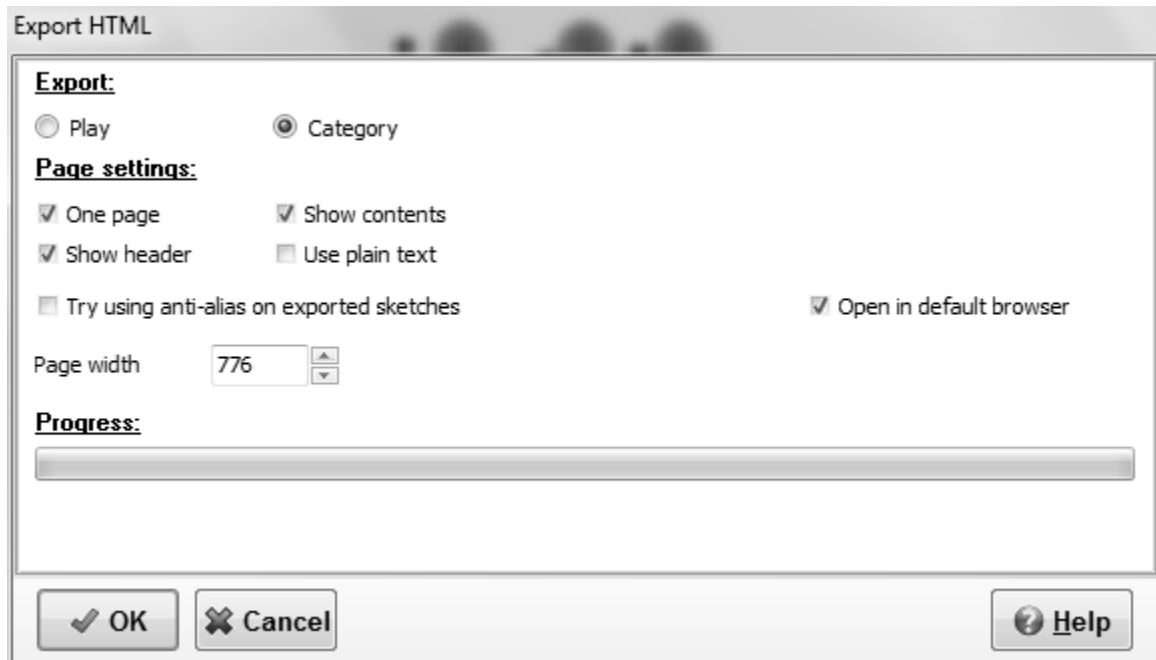 Export HTML
Export:
Play Category
Page settings:
One page Show contents
Show header Use plain text
Try using anti-alias on exported sketches Open in default browser
Page width 776
Progress:
OK Cancel Help